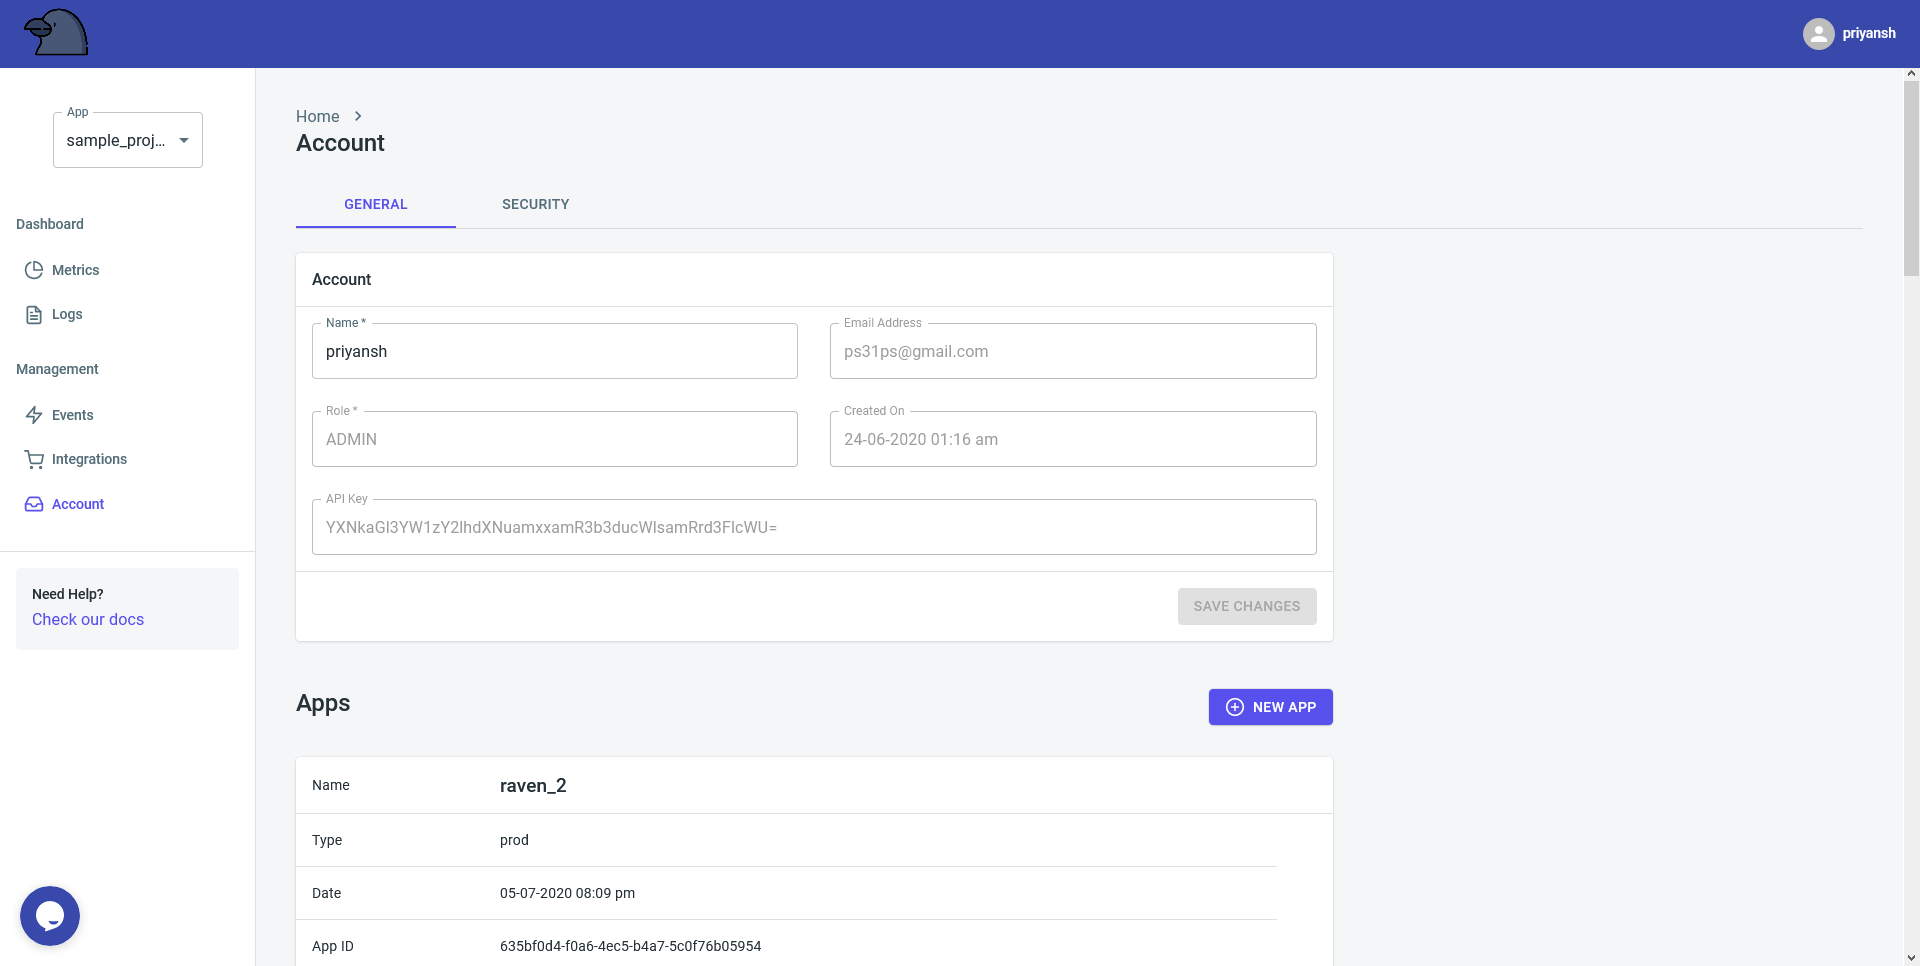 priyansh
App
sample_proj...
Dashboard
Metrics
Logs
Management
Events
Integrations
Account
Need Help?
Check our docs
Home
Account
GENERAL SECURITY
Account
Name *
priyansh
Email Address
ps31ps@gmail.com
Role *
ADMIN
Created On
24-06-2020 01:16 am
API Key
YXNkaGl3YW1zY2lhdXNuamxxamR3b3ducWlsamRrd3FlcWU=
SAVE CHANGES
Apps
NEW APP
Name raven_2
Type prod
Date 05-07-2020 08:09 pm
App ID 635bf0d4-f0a6-4ec5-b4a7-5c0f76b05954